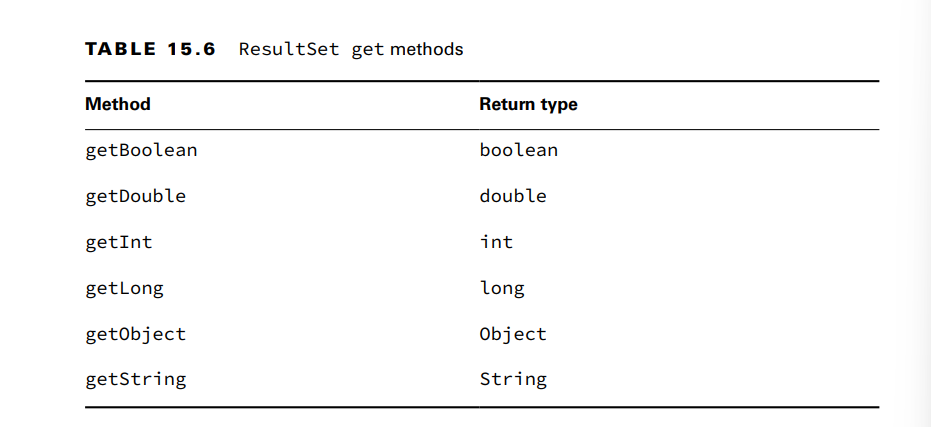 TABLE 15.6 ResultSet get methods
Method Return type
getBoolean boolean
getDouble double
getInt int
getLong long
getObject Object
getString String